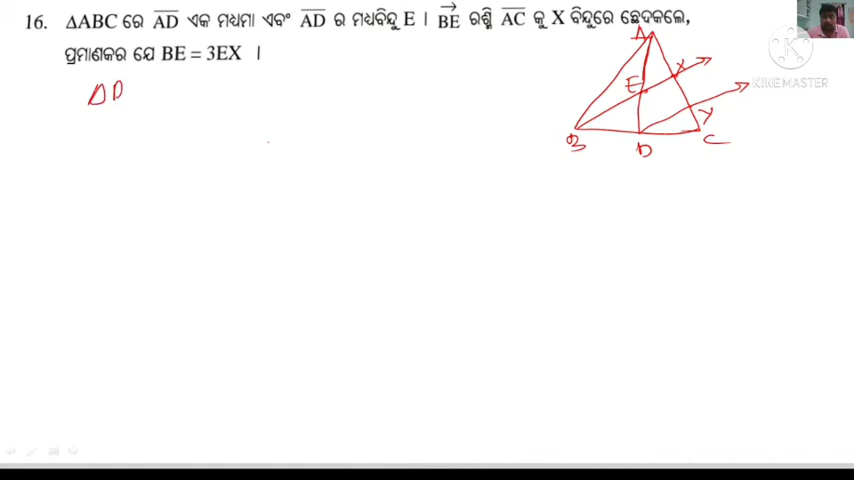 16. ΔABC ରେ AD ଏକ ମଧ୍ୟମା ଏବଂ AD ର ମଧ୍ୟବିନ୍ଦୁ E । BE ରଶ୍ମି AC କୁ X ବିନ୍ଦୁରେ ଛେଦକଲେ,
ପ୍ରମାଣକର ଯେ BE = 3EX ।
A
X
E
Y
B
D
C
KINEMASTER